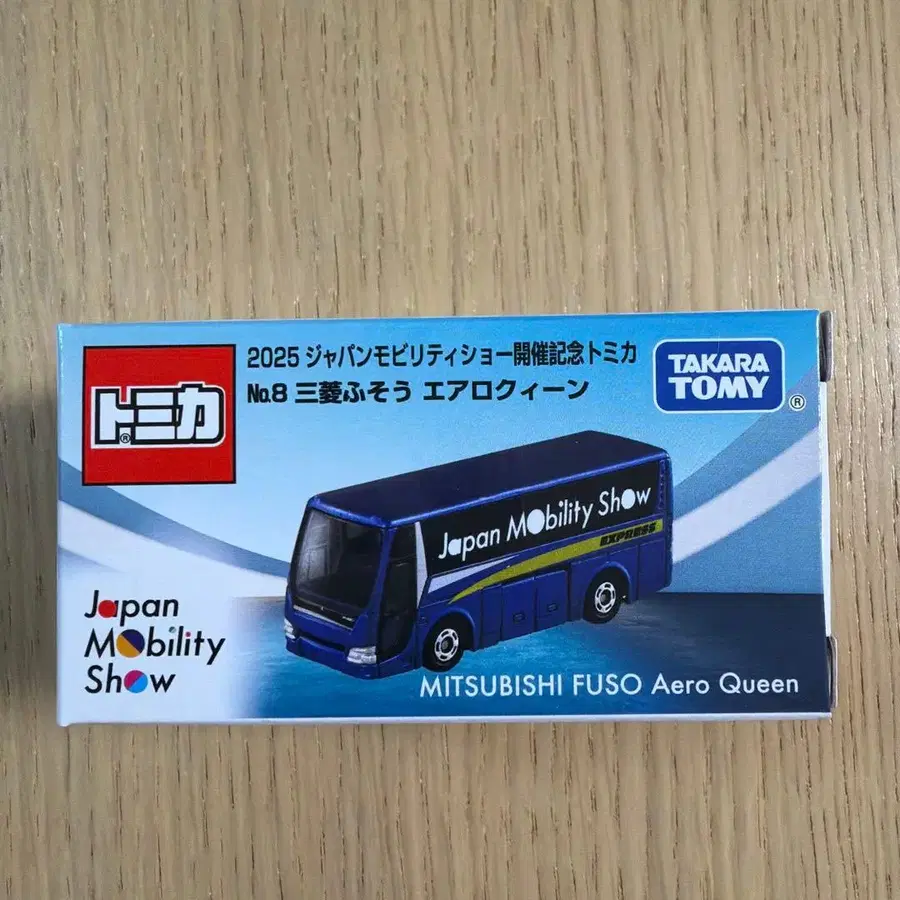 トミカ
®
2025 ジャパンモビリティショー開催記念トミカ
No.8 三菱ふそう エアロクィーン
TAKARA
TOMY
®
Japan Mobility Show
EXPRESS
Japan
Mobility
Show
MITSUBISHI FUSO Aero Queen